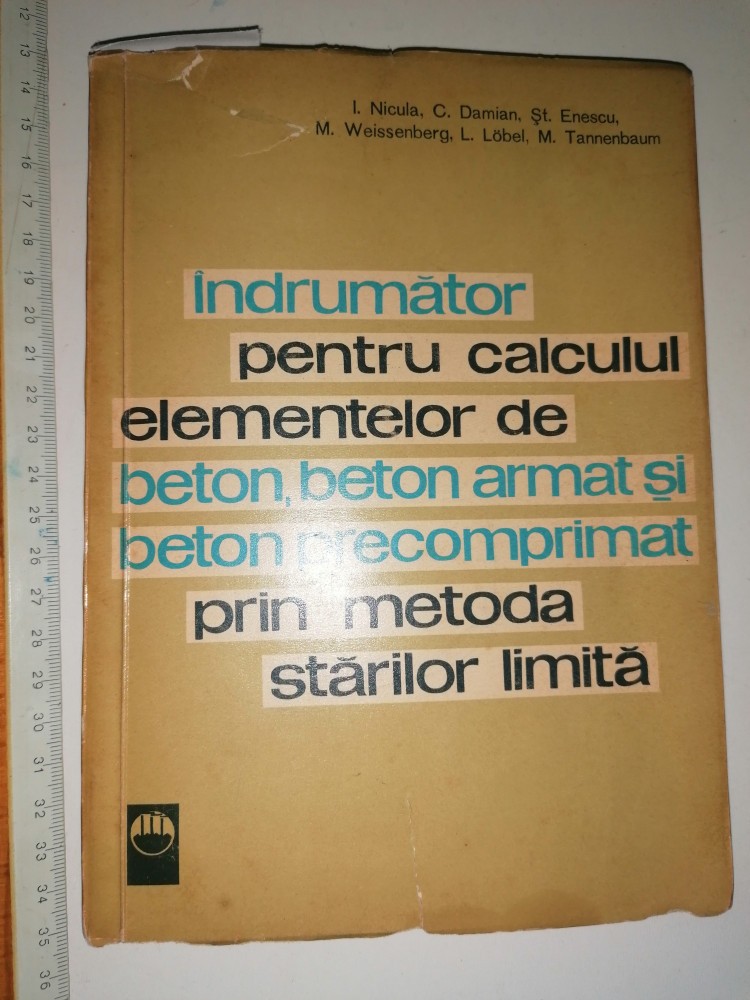 I. Nicula, C. Damian, Şt. Enescu,
M. Weissenberg, L. Löbel, M. Tannenbaum
îndrumător
pentru calculul
elementelor de
beton, beton armat și
beton precomprimat
prin metoda
stărilor limită
12
13
14
15
16
17
18
19
20
21
22
23
24
25
26
27
28
29
30
31
32
33
34
35
36